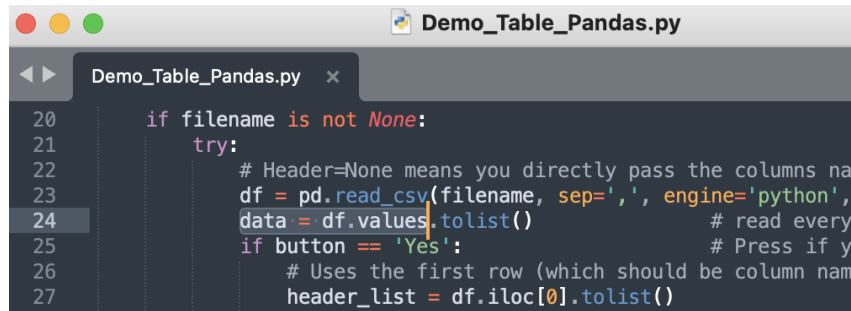 Demo_Table_Pandas.py
Demo_Table_Pandas.py ×
20 if filename is not None:
21 try:
22 # Header=None means you directly pass the columns na
23 df = pd.read_csv(filename, sep=',', engine='python',
24 data = df.values.tolist() # read every
25 if button == 'Yes': # Press if y
26 # Uses the first row (which should be column nam
27 header_list = df.iloc[0].tolist()